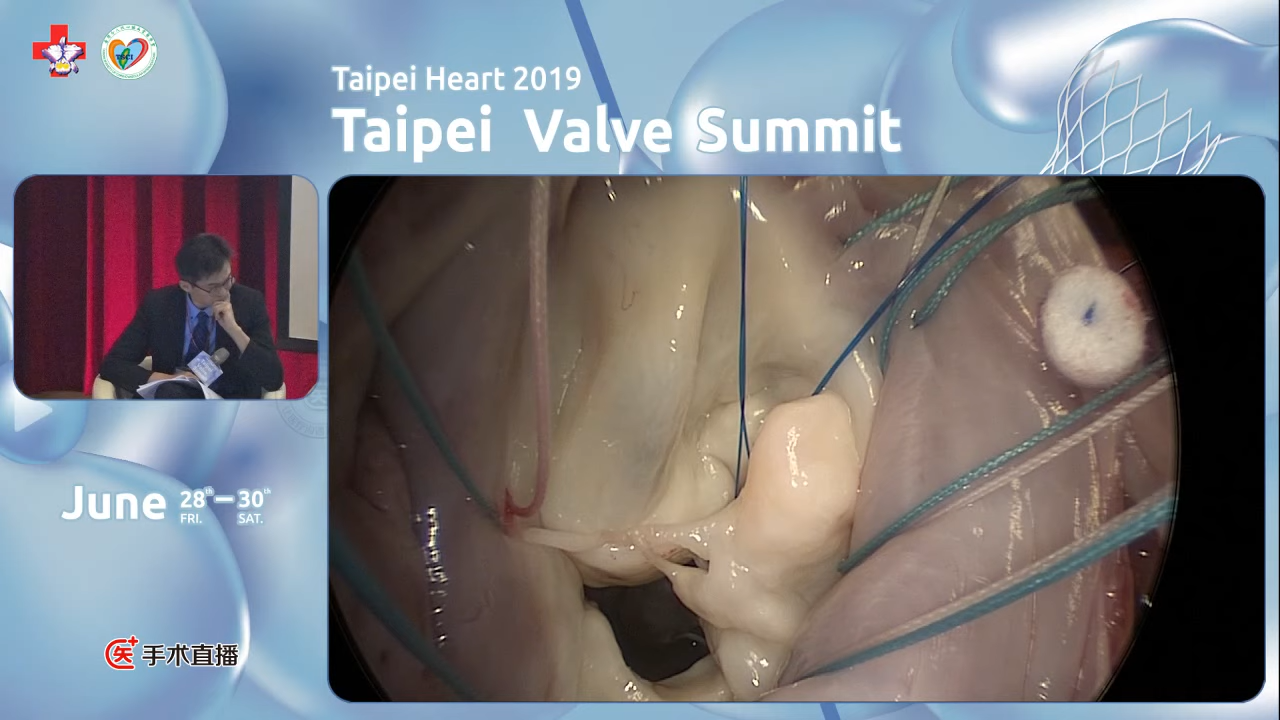 Taipei Heart 2019
Taipei Valve Summit
June 28th – 30th
FRI. SAT.
手术直播